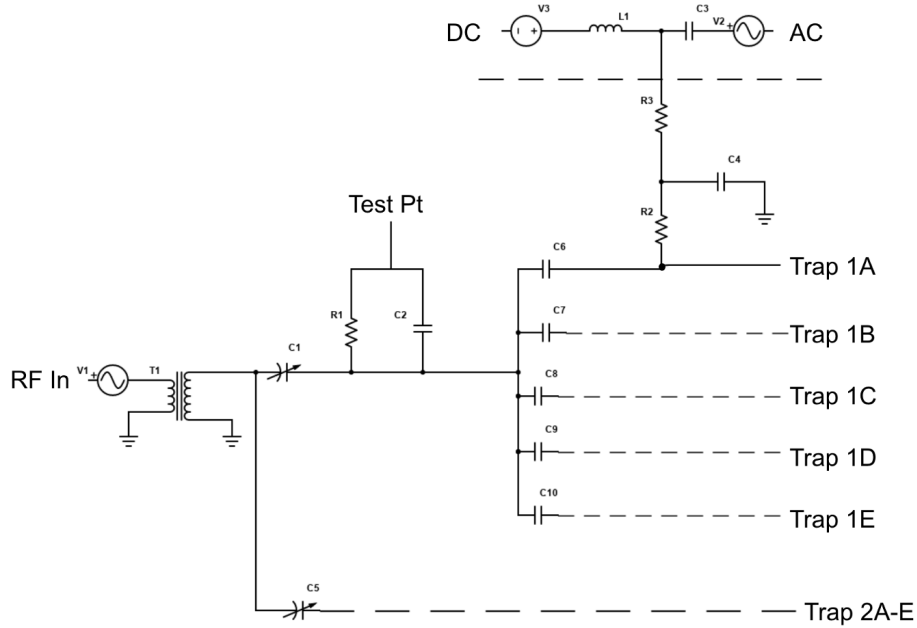 V3
L1
C3
DC
V2
+
AC
- +
R3
C4
Test Pt
R2
C6
Trap 1A
R1
C2
C7
Trap 1B
C1
RF In
V1
+
T1
C8
Trap 1C
C9
Trap 1D
C10
Trap 1E
C5
Trap 2A-E